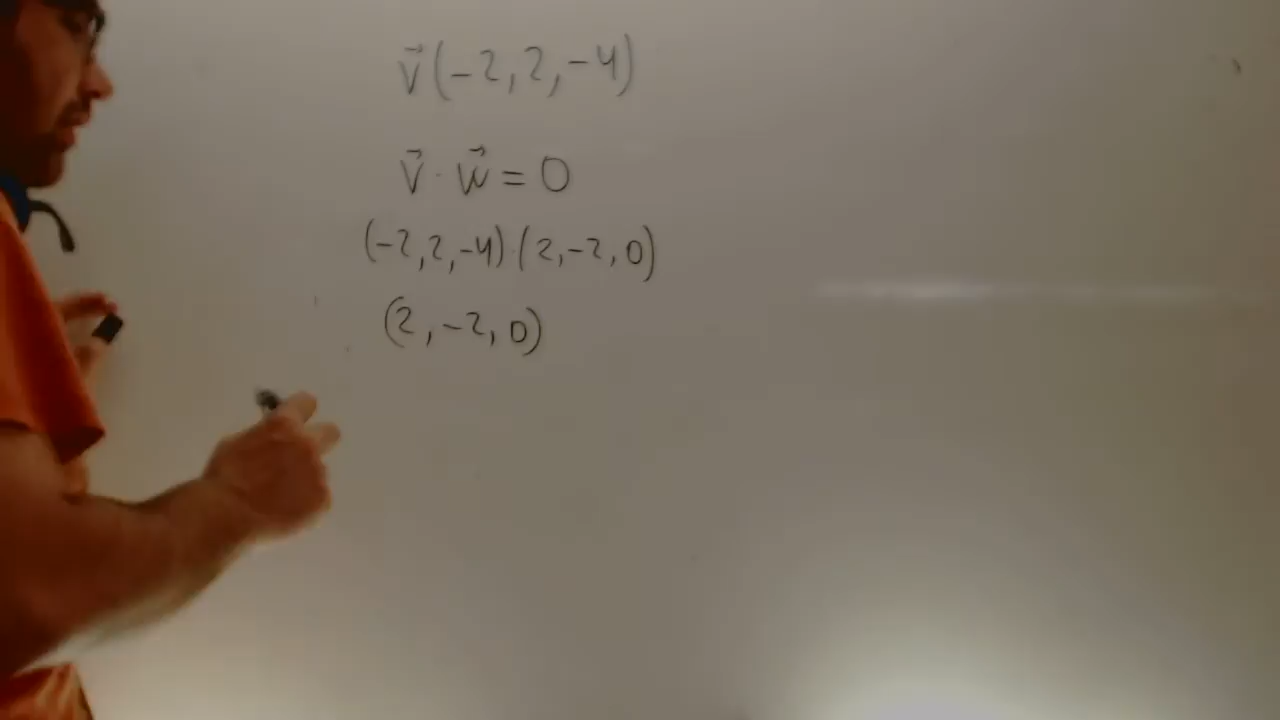 v⃗(-2,2,-4)
v⃗ · w⃗ = 0
(-2,2,-4)·(2,-2,0)
(2,-2,0)